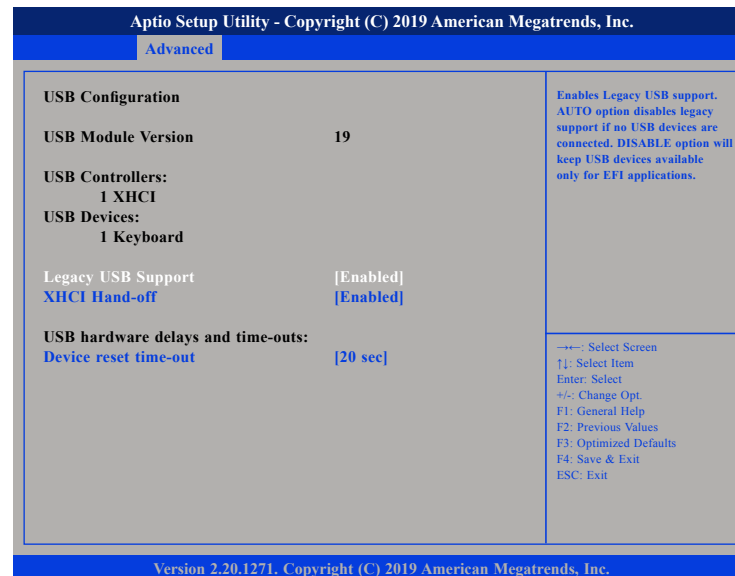 Aptio Setup Utility - Copyright (C) 2019 American Megatrends, Inc.
Advanced
USB Configuration
USB Module Version 19
USB Controllers:
1 XHCI
USB Devices:
1 Keyboard
Legacy USB Support [Enabled]
XHCI Hand-off [Enabled]
USB hardware delays and time-outs:
Device reset time-out [20 sec]
Enables Legacy USB support.
AUTO option disables legacy
support if no USB devices are
connected. DISABLE option will
keep USB devices available
only for EFI applications.
→←: Select Screen
↑↓: Select Item
Enter: Select
+/-: Change Opt.
F1: General Help
F2: Previous Values
F3: Optimized Defaults
F4: Save & Exit
ESC: Exit
Version 2.20.1271. Copyright (C) 2019 American Megatrends, Inc.